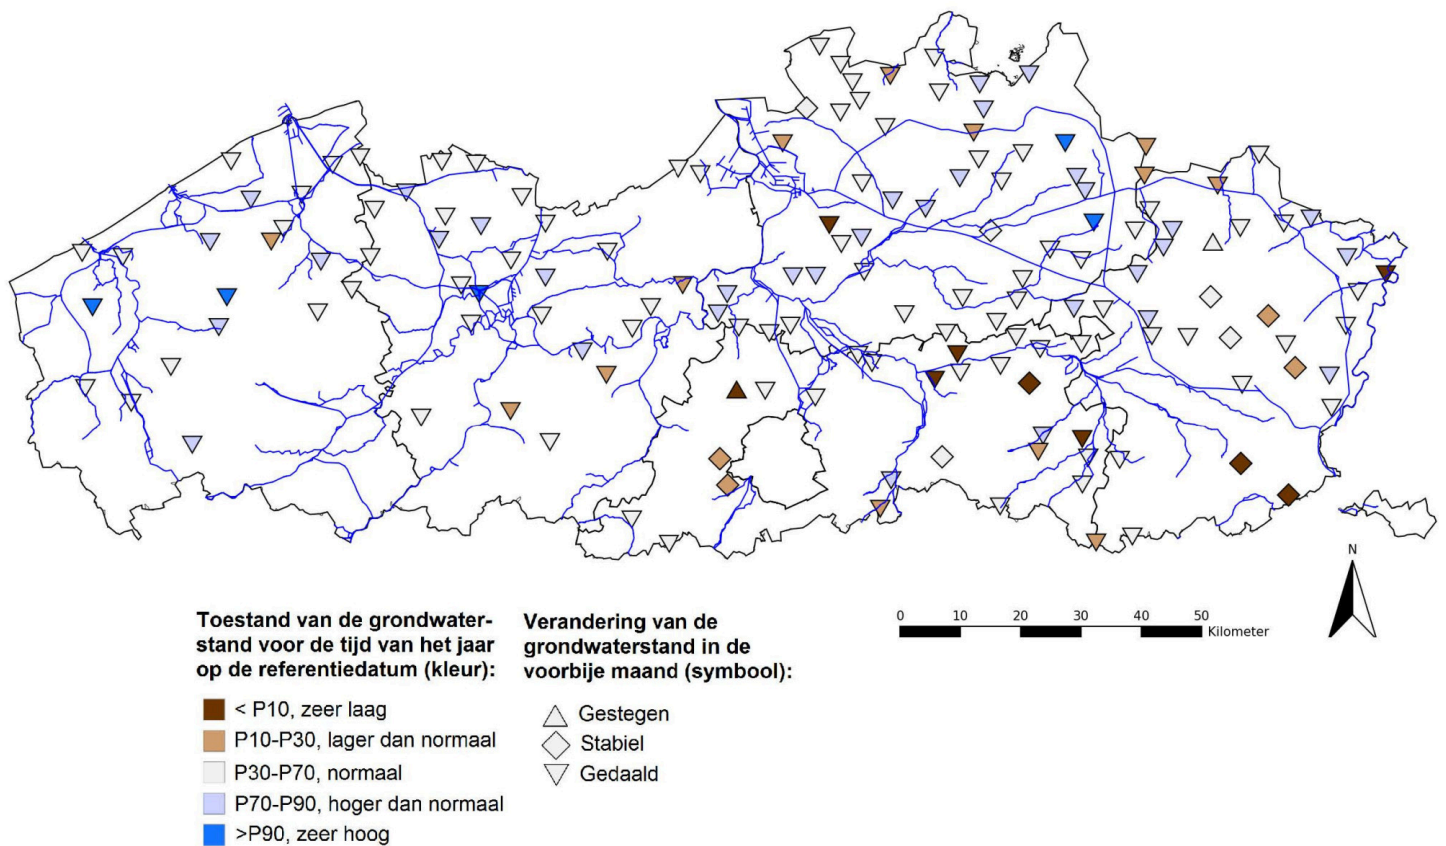 N
0 10 20 30 40 50
Kilometer
Toestand van de grondwater-
stand voor de tijd van het jaar
op de referentiedatum (kleur):
< P10, zeer laag
P10-P30, lager dan normaal
P30-P70, normaal
P70-P90, hoger dan normaal
>P90, zeer hoog
Verandering van de
grondwaterstand in de
voorbije maand (symbool):
Gestegen
Stabiel
Gedaald